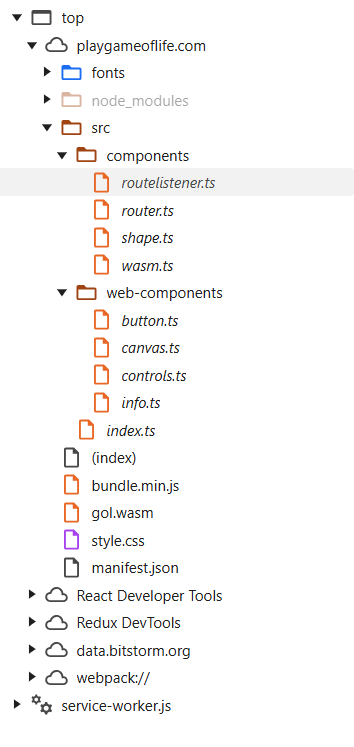 top
playgameoflife.com
fonts
node_modules
src
components
routelistener.ts
router.ts
shape.ts
wasm.ts
web-components
button.ts
canvas.ts
controls.ts
info.ts
index.ts
(index)
bundle.min.js
gol.wasm
style.css
manifest.json
React Developer Tools
Redux DevTools
data.bitstorm.org
webpack://
service-worker.js